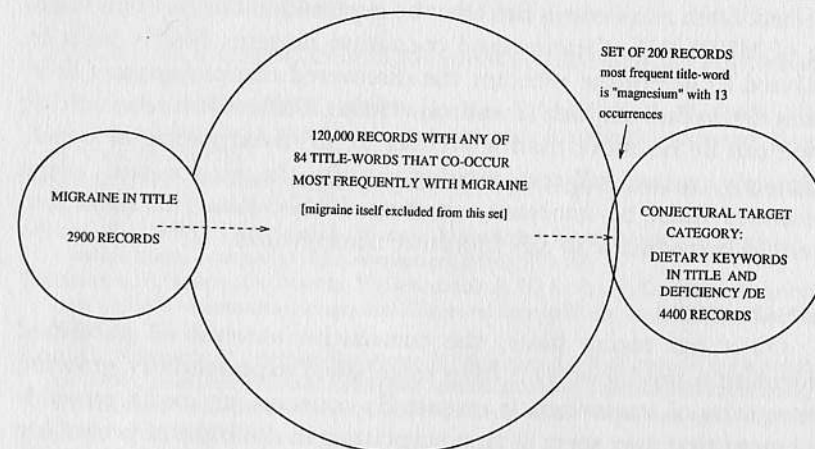 SET OF 200 RECORDS
most frequent title-word
is "magnesium" with 13
occurrences
120,000 RECORDS WITH ANY OF
84 TITLE-WORDS THAT CO-OCCUR
MOST FREQUENTLY WITH MIGRAINE
[migraine itself excluded from this set]
MIGRAINE IN TITLE
2900 RECORDS
CONJECTURAL TARGET
CATEGORY:
DIETARY KEYWORDS
IN TITLE AND
DEFICIENCY /DE
4400 RECORDS